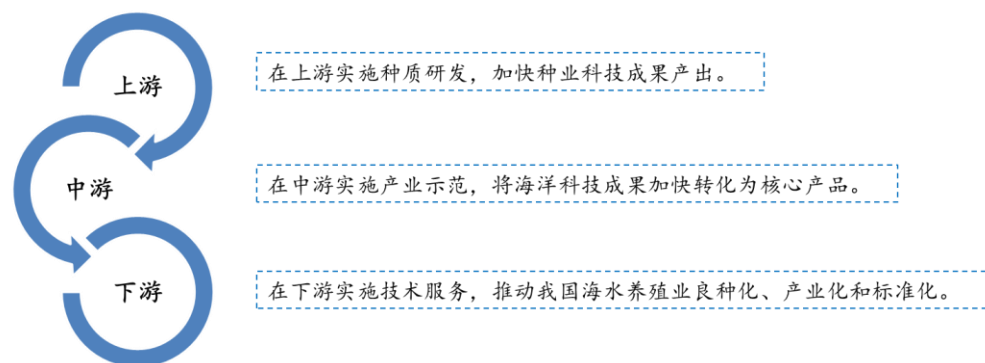 上游
在上游实施种质研发，加快种业科技成果产出。
中游
在中游实施产业示范，将海洋科技成果加快转化为核心产品。
下游
在下游实施技术服务，推动我国海水养殖业良种化、产业化和标准化。